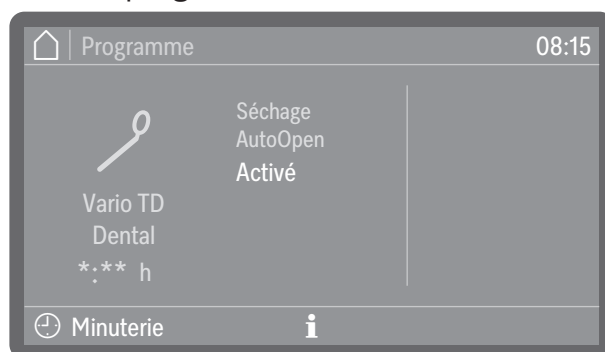 Programme 08:15
Séchage
AutoOpen
Activé
Vario TD
Dental
*:** h
Minuterie i